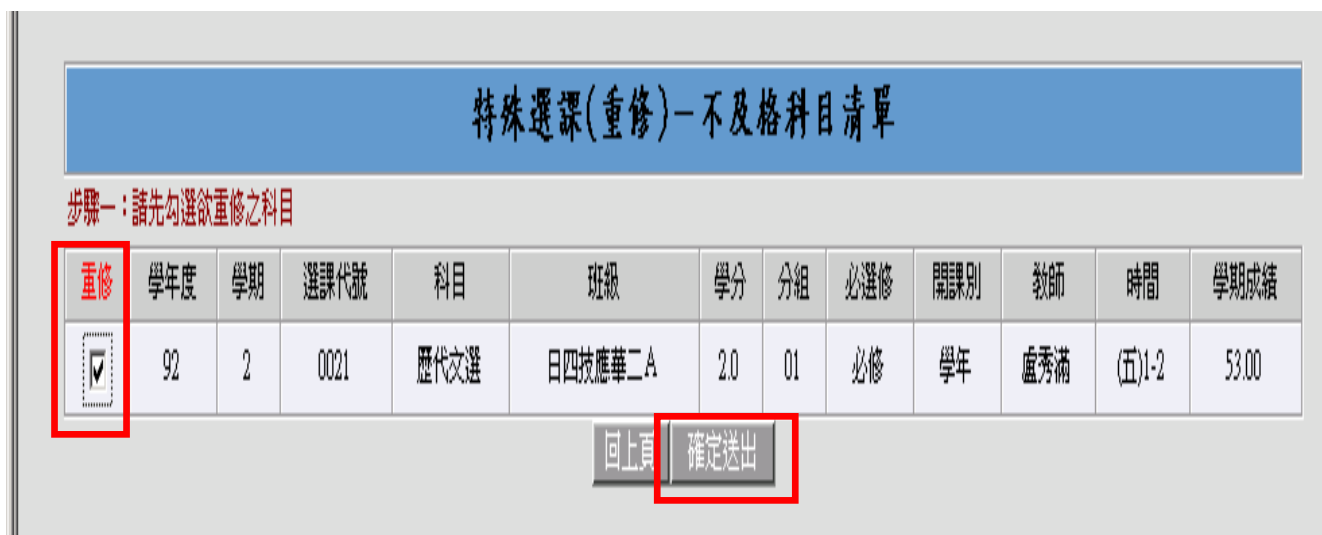 特殊選課(重修)–不及格科目清單
步驟一：請先勾選欲重修之科目
重修 學年度 學期 選課代號 科目 班級 學分 分組 必選修 開課別 教師 時間 學期成績
92 2 0021 歷代文選 日四技應華二A 2.0 01 必修 學年 盧秀滿 (五)1-2 53.00
回上頁 確定送出